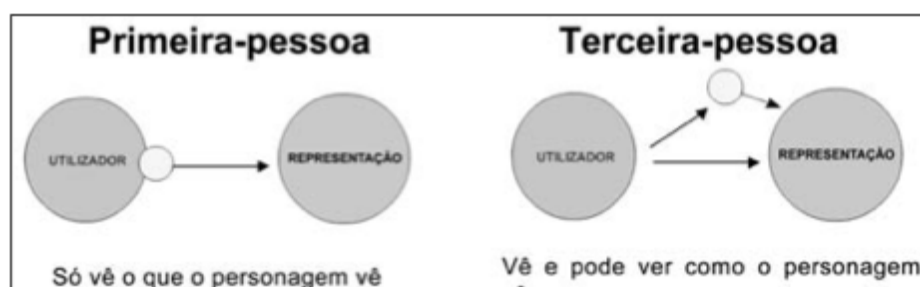 Primeira-pessoa
Terceira-pessoa
UTILIZADOR
REPRESENTAÇÃO
UTILIZADOR
REPRESENTAÇÃO
Só vê o que o personagem vê
Vê e pode ver como o personagem